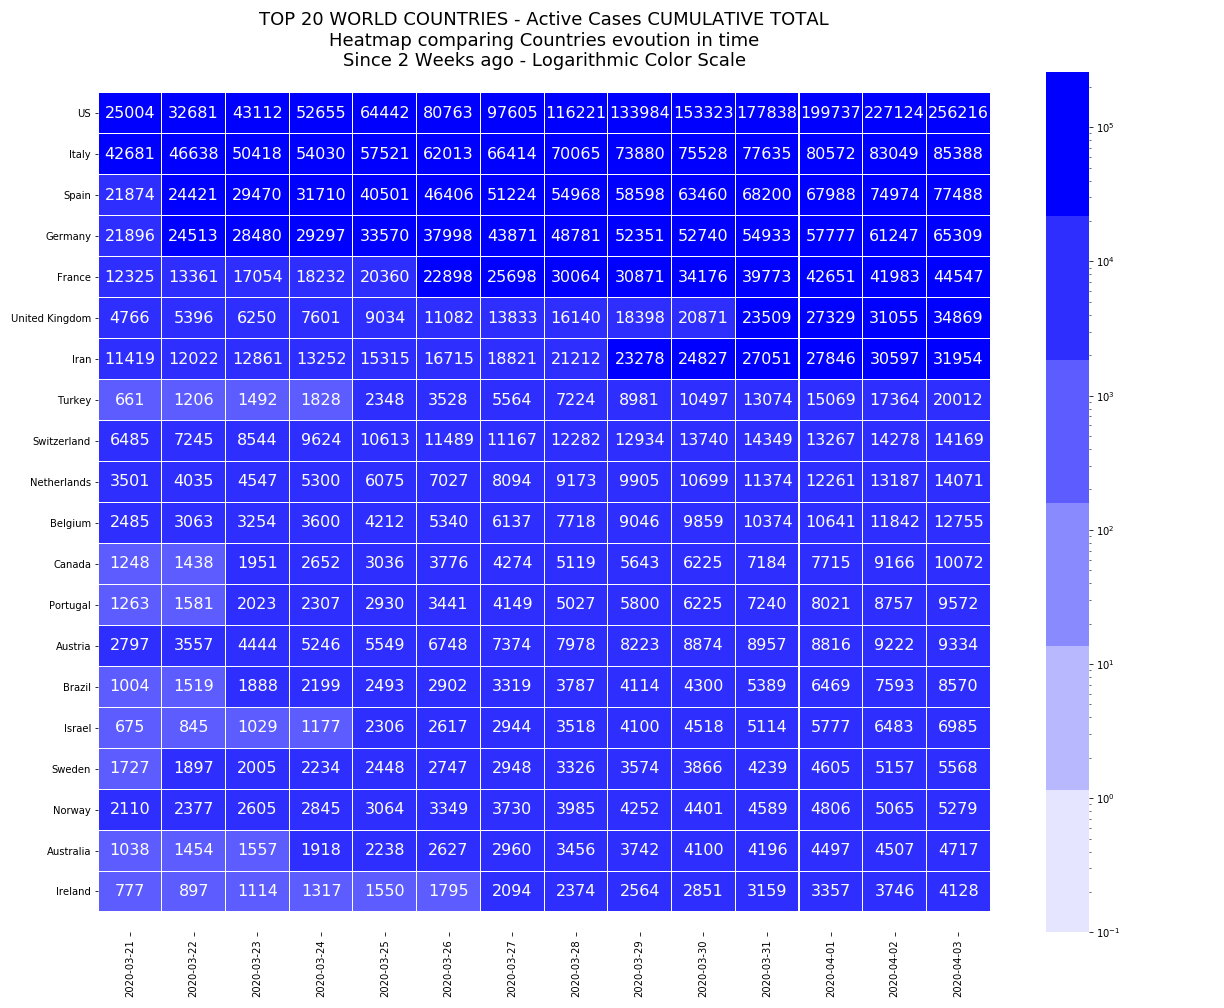 TOP 20 WORLD COUNTRIES - Active Cases CUMULATIVE TOTAL
Heatmap comparing Countries evoution in time
Since 2 Weeks ago - Logarithmic Color Scale
US 25004 32681 43112 52655 64442 80763 97605 116221 133984 153323 177838 199737 227124 256216
Italy 42681 46638 50418 54030 57521 62013 66414 70065 73880 75528 77635 80572 83049 85388
Spain 21874 24421 29470 31710 40501 46406 51224 54968 58598 63460 68200 67988 74974 77488
Germany 21896 24513 28480 29297 33570 37998 43871 48781 52351 52740 54933 57777 61247 65309
France 12325 13361 17054 18232 20360 22898 25698 30064 30871 34176 39773 42651 41983 44547
United Kingdom 4766 5396 6250 7601 9034 11082 13833 16140 18398 20871 23509 27329 31055 34869
Iran 11419 12022 12861 13252 15315 16715 18821 21212 23278 24827 27051 27846 30597 31954
Turkey 661 1206 1492 1828 2348 3528 5564 7224 8981 10497 13074 15069 17364 20012
Switzerland 6485 7245 8544 9624 10613 11489 11167 12282 12934 13740 14349 13267 14278 14169
Netherlands 3501 4035 4547 5300 6075 7027 8094 9173 9905 10699 11374 12261 13187 14071
Belgium 2485 3063 3254 3600 4212 5340 6137 7718 9046 9859 10374 10641 11842 12755
Canada 1248 1438 1951 2652 3036 3776 4274 5119 5643 6225 7184 7715 9166 10072
Portugal 1263 1581 2023 2307 2930 3441 4149 5027 5800 6225 7240 8021 8757 9572
Austria 2797 3557 4444 5246 5549 6748 7374 7978 8223 8874 8957 8816 9222 9334
Brazil 1004 1519 1888 2199 2493 2902 3319 3787 4114 4300 5389 6469 7593 8570
Israel 675 845 1029 1177 2306 2617 2944 3518 4100 4518 5114 5777 6483 6985
Sweden 1727 1897 2005 2234 2448 2747 2948 3326 3574 3866 4239 4605 5157 5568
Norway 2110 2377 2605 2845 3064 3349 3730 3985 4252 4401 4589 4806 5065 5279
Australia 1038 1454 1557 1918 2238 2627 2960 3456 3742 4100 4196 4497 4507 4717
Ireland 777 897 1114 1317 1550 1795 2094 2374 2564 2851 3159 3357 3746 4128
2020-03-21 2020-03-22 2020-03-23 2020-03-24 2020-03-25 2020-03-26 2020-03-27 2020-03-28 2020-03-29 2020-03-30 2020-03-31 2020-04-01 2020-04-02 2020-04-03
10⁵
10⁴
10³
10²
10¹
10⁰
10⁻¹